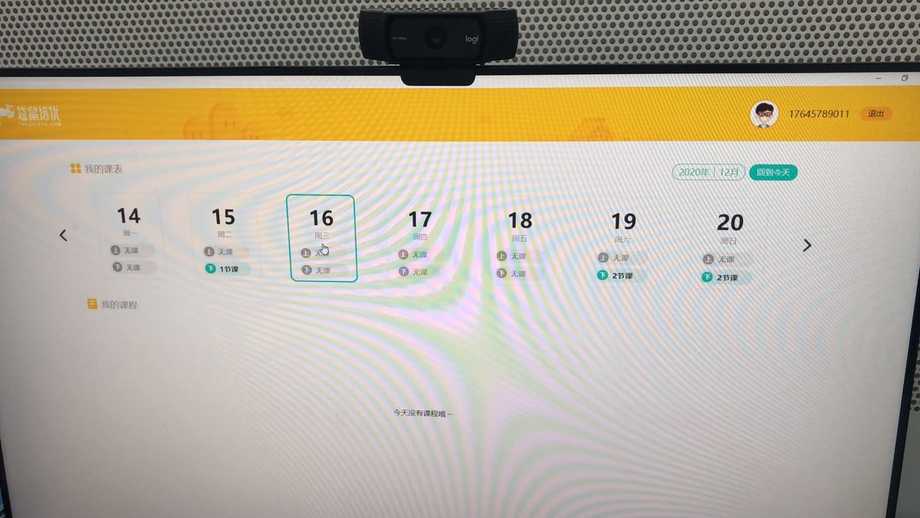 logi
17645789011
退出
我的课表
2020年 12月
回到今天
14 15 16 17 18 19 20
周一 周二 周三 周四 周五 周六 周日
上 无课 上 无课 上 无课 上 无课 上 无课 上 无课 上 无课
下 无课 下 1节课 下 无课 下 无课 下 无课 下 2节课 下 2节课
我的课程
今天没有课程哦~